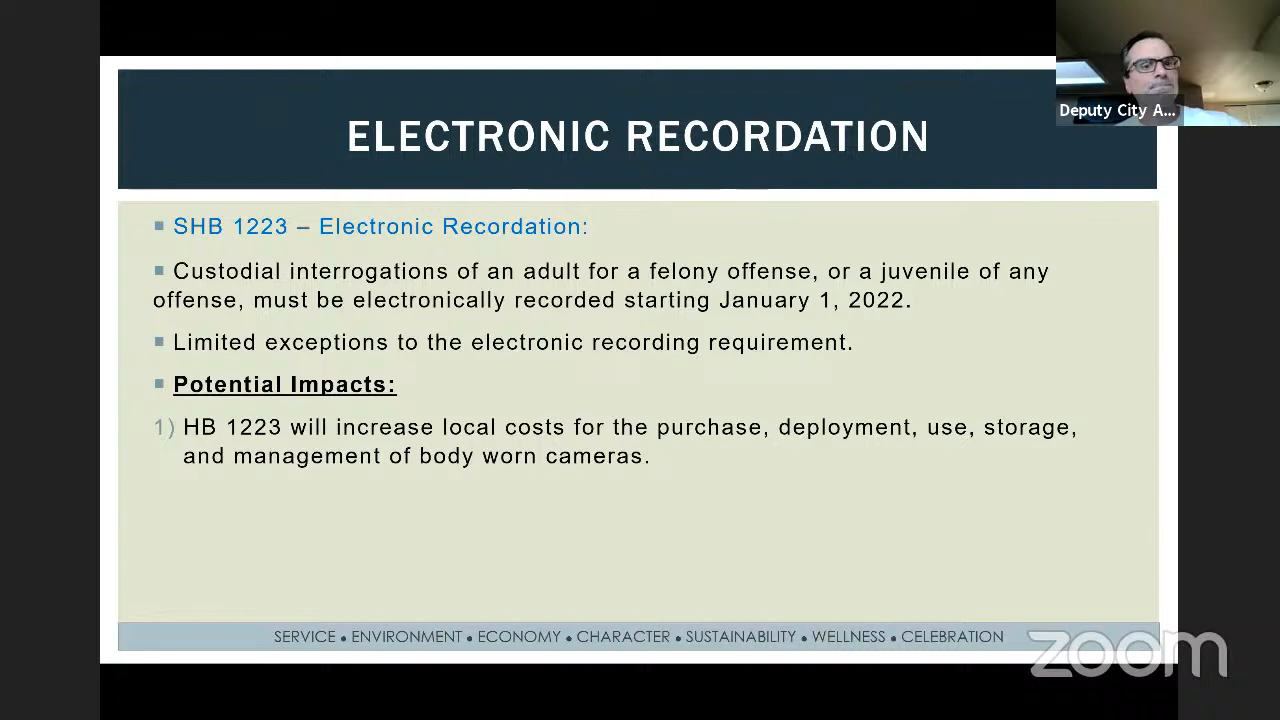 Deputy City A...
ELECTRONIC RECORDATION
SHB 1223 – Electronic Recordation:
Custodial interrogations of an adult for a felony offense, or a juvenile of any
offense, must be electronically recorded starting January 1, 2022.
Limited exceptions to the electronic recording requirement.
Potential Impacts:
1) HB 1223 will increase local costs for the purchase, deployment, use, storage,
and management of body worn cameras.
SERVICE • ENVIRONMENT • ECONOMY • CHARACTER • SUSTAINABILITY • WELLNESS • CELEBRATION
zoom